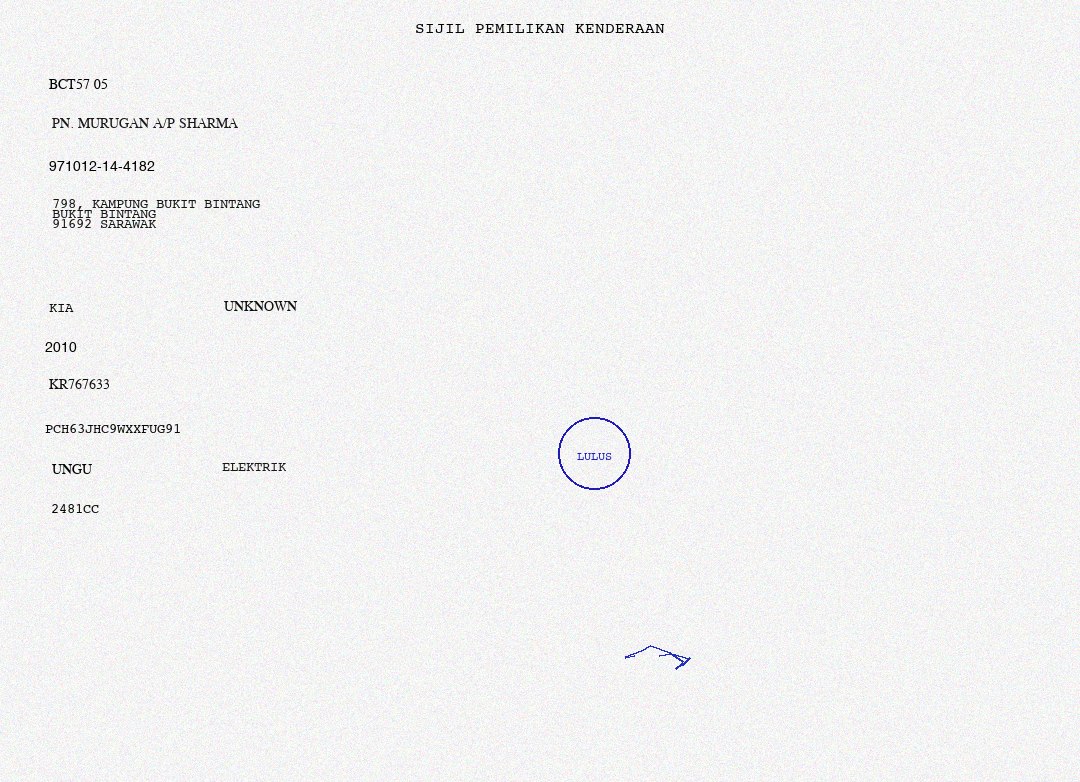 SIJIL PEMILIKAN KENDERAAN
BCT57 05
PN. MURUGAN A/P SHARMA
971012-14-4182
798, KAMPUNG BUKIT BINTANG
BUKIT BINTANG
91692 SARAWAK
KIA UNKNOWN
2010
KR767633
PCH63JHC9WXXFUG91
LULUS
UNGU ELEKTRIK
2481CC